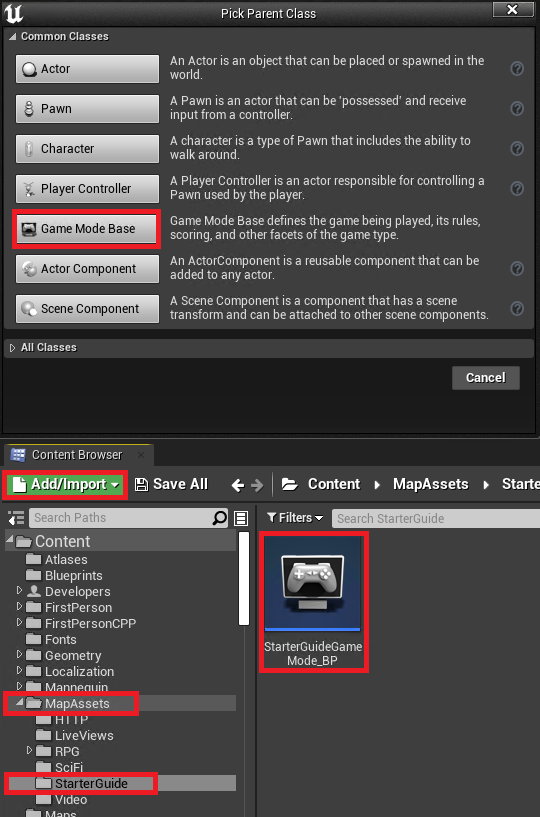 Pick Parent Class
Common Classes
Actor
An Actor is an object that can be placed or spawned in the
world.
Pawn
A Pawn is an actor that can be 'possessed' and receive
input from a controller.
Character
A character is a type of Pawn that includes the ability to
walk around.
Player Controller
A Player Controller is an actor responsible for controlling a
Pawn used by the player.
Game Mode Base
Game Mode Base defines the game being played, its rules,
scoring, and other facets of the game type.
Actor Component
An ActorComponent is a reusable component that can be
added to any actor.
Scene Component
A Scene Component is a component that has a scene
transform and can be attached to other scene components.
All Classes
Cancel
Content Browser
Add/Import
Save All
Content
MapAssets
Starte
Search Paths
Filters
Search StarterGuide
Content
Atlases
Blueprints
Developers
FirstPerson
FirstPersonCPP
Fonts
Geometry
Localization
Mannequin
MapAssets
HTTP
LiveViews
RPG
SciFi
StarterGuide
Video
Maps
StarterGuideGame
Mode_BP